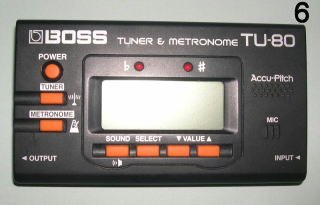 6
BOSS TUNER & METRONOME TU-80
POWER
♭ ♯
Accu-Pitch
TUNER
METRONOME
MIC
SOUND SELECT ▼ VALUE ▲
◄ OUTPUT
INPUT ◄